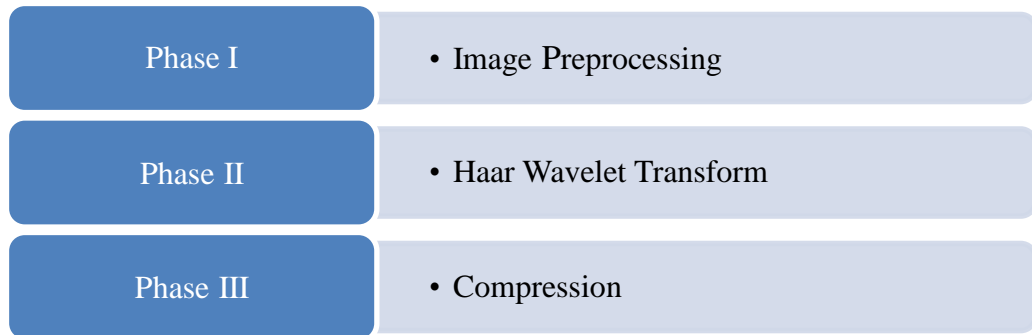 Phase I
• Image Preprocessing
Phase II
• Haar Wavelet Transform
Phase III
• Compression